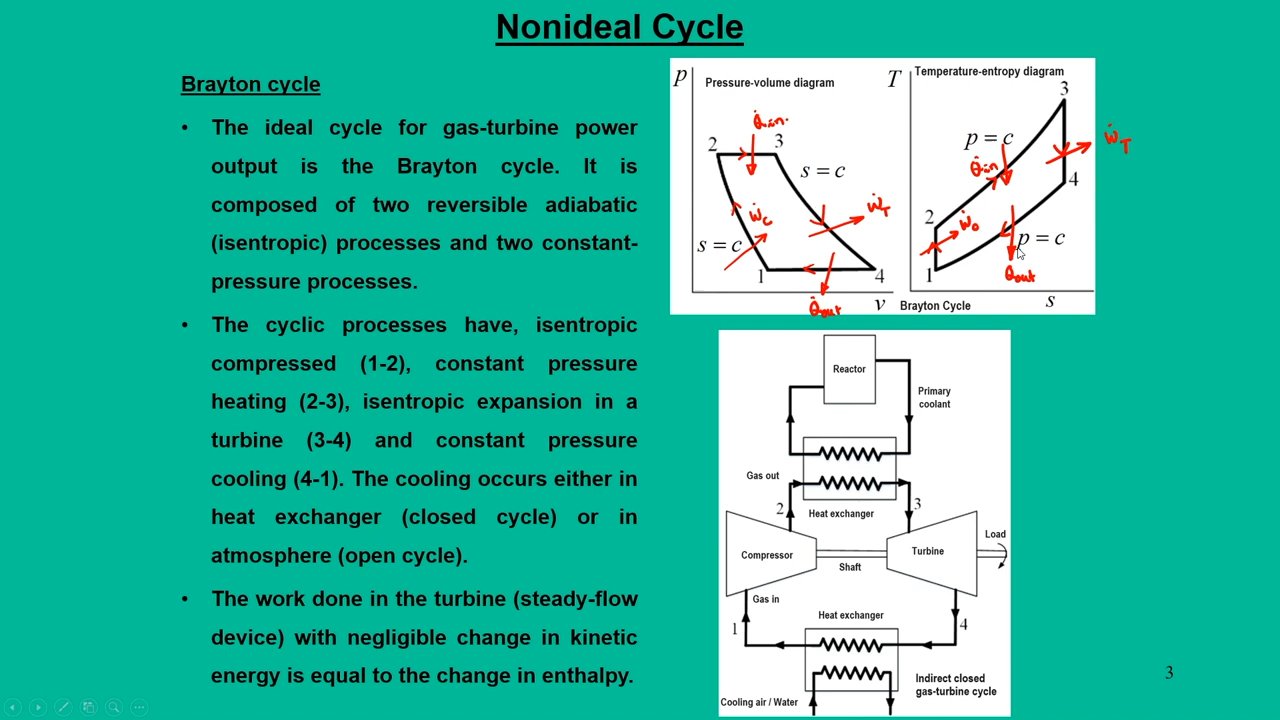 Nonideal Cycle
Brayton cycle
• The ideal cycle for gas-turbine power
output is the Brayton cycle. It is
composed of two reversible adiabatic
(isentropic) processes and two constant-
pressure processes.
• The cyclic processes have, isentropic
compressed (1-2), constant pressure
heating (2-3), isentropic expansion in a
turbine (3-4) and constant pressure
cooling (4-1). The cooling occurs either in
heat exchanger (closed cycle) or in
atmosphere (open cycle).
• The work done in the turbine (steady-flow
device) with negligible change in kinetic
energy is equal to the change in enthalpy.
p
Pressure-volume diagram
Q̇in.
2
3
s = c
ẆT
Ẇc
s = c
1
4
Q̇out
v
T
Temperature-entropy diagram
3
p = c
ẆT
Q̇in
4
2
p = c
1
Q̇out
Brayton Cycle
s
Reactor
Primary
coolant
Gas out
2
Heat exchanger
3
Compressor
Shaft
Turbine
Load
Gas in
1
Heat exchanger
4
Indirect closed
gas-turbine cycle
Cooling air / Water
3